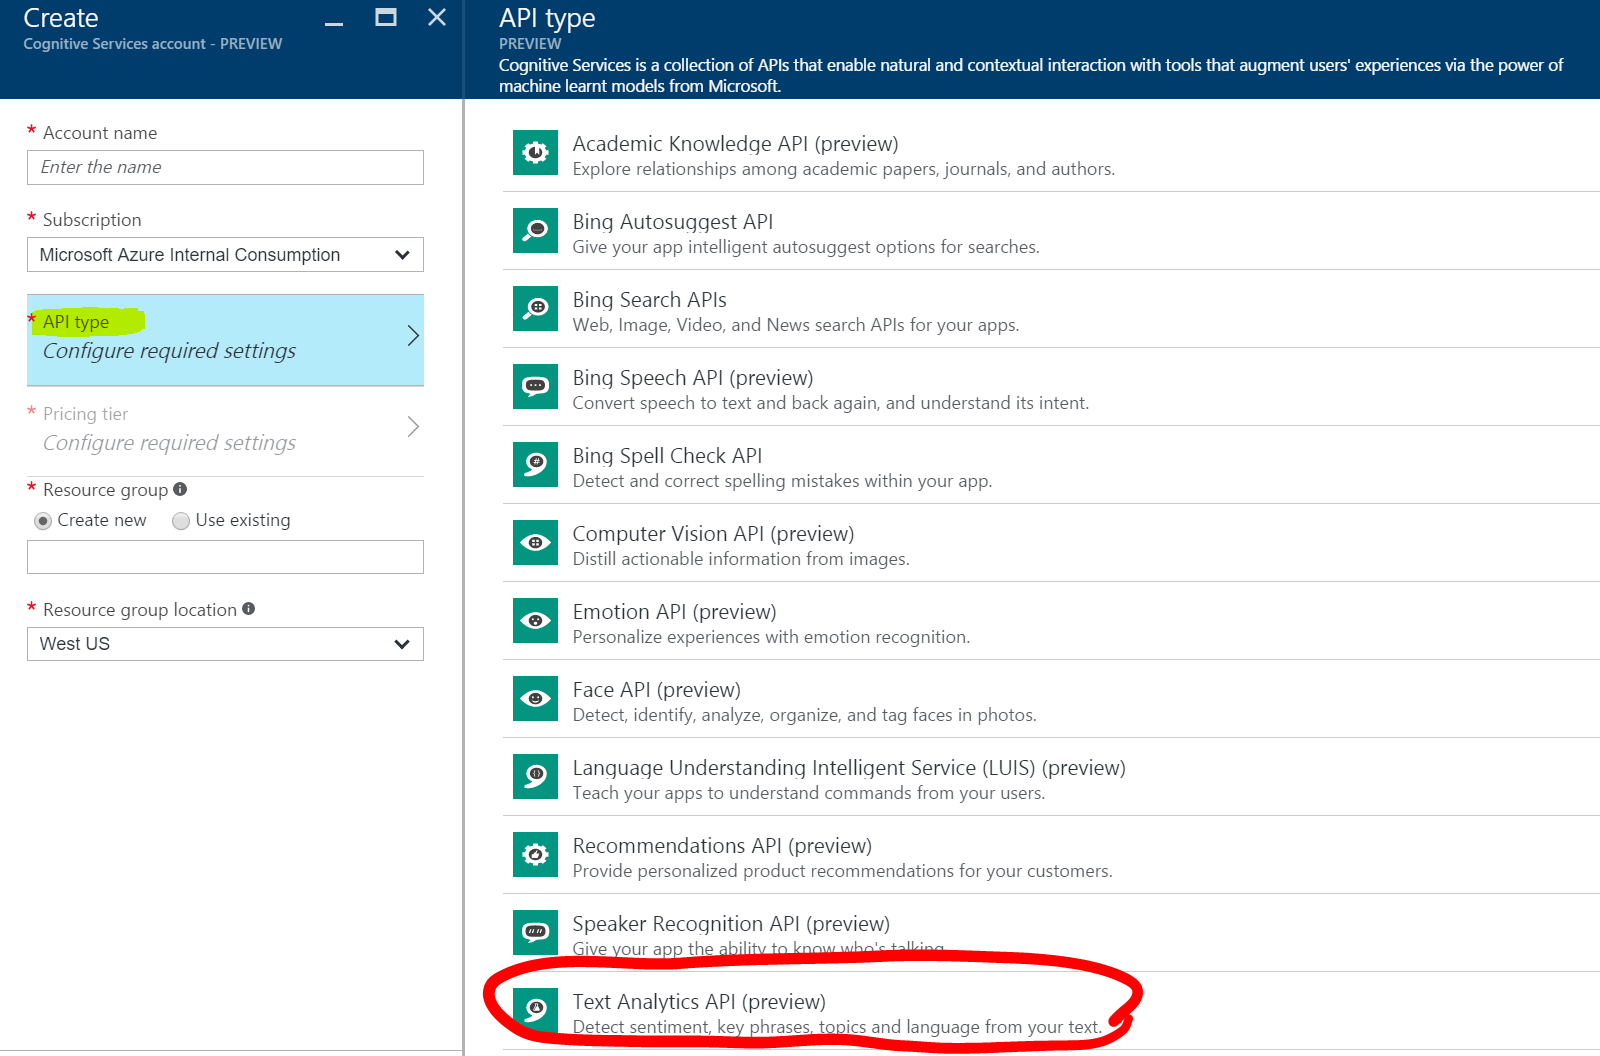 Create
Cognitive Services account - PREVIEW
* Account name
Enter the name
* Subscription
Microsoft Azure Internal Consumption
* API type
Configure required settings
* Pricing tier
Configure required settings
* Resource group
Create new Use existing
* Resource group location
West US
API type
PREVIEW
Cognitive Services is a collection of APIs that enable natural and contextual interaction with tools that augment users' experiences via the power of
machine learnt models from Microsoft.
Academic Knowledge API (preview)
Explore relationships among academic papers, journals, and authors.
Bing Autosuggest API
Give your app intelligent autosuggest options for searches.
Bing Search APIs
Web, Image, Video, and News search APIs for your apps.
Bing Speech API (preview)
Convert speech to text and back again, and understand its intent.
Bing Spell Check API
Detect and correct spelling mistakes within your app.
Computer Vision API (preview)
Distill actionable information from images.
Emotion API (preview)
Personalize experiences with emotion recognition.
Face API (preview)
Detect, identify, analyze, organize, and tag faces in photos.
Language Understanding Intelligent Service (LUIS) (preview)
Teach your apps to understand commands from your users.
Recommendations API (preview)
Provide personalized product recommendations for your customers.
Speaker Recognition API (preview)
Give your app the ability to know who's talking.
Text Analytics API (preview)
Detect sentiment, key phrases, topics and language from your text.